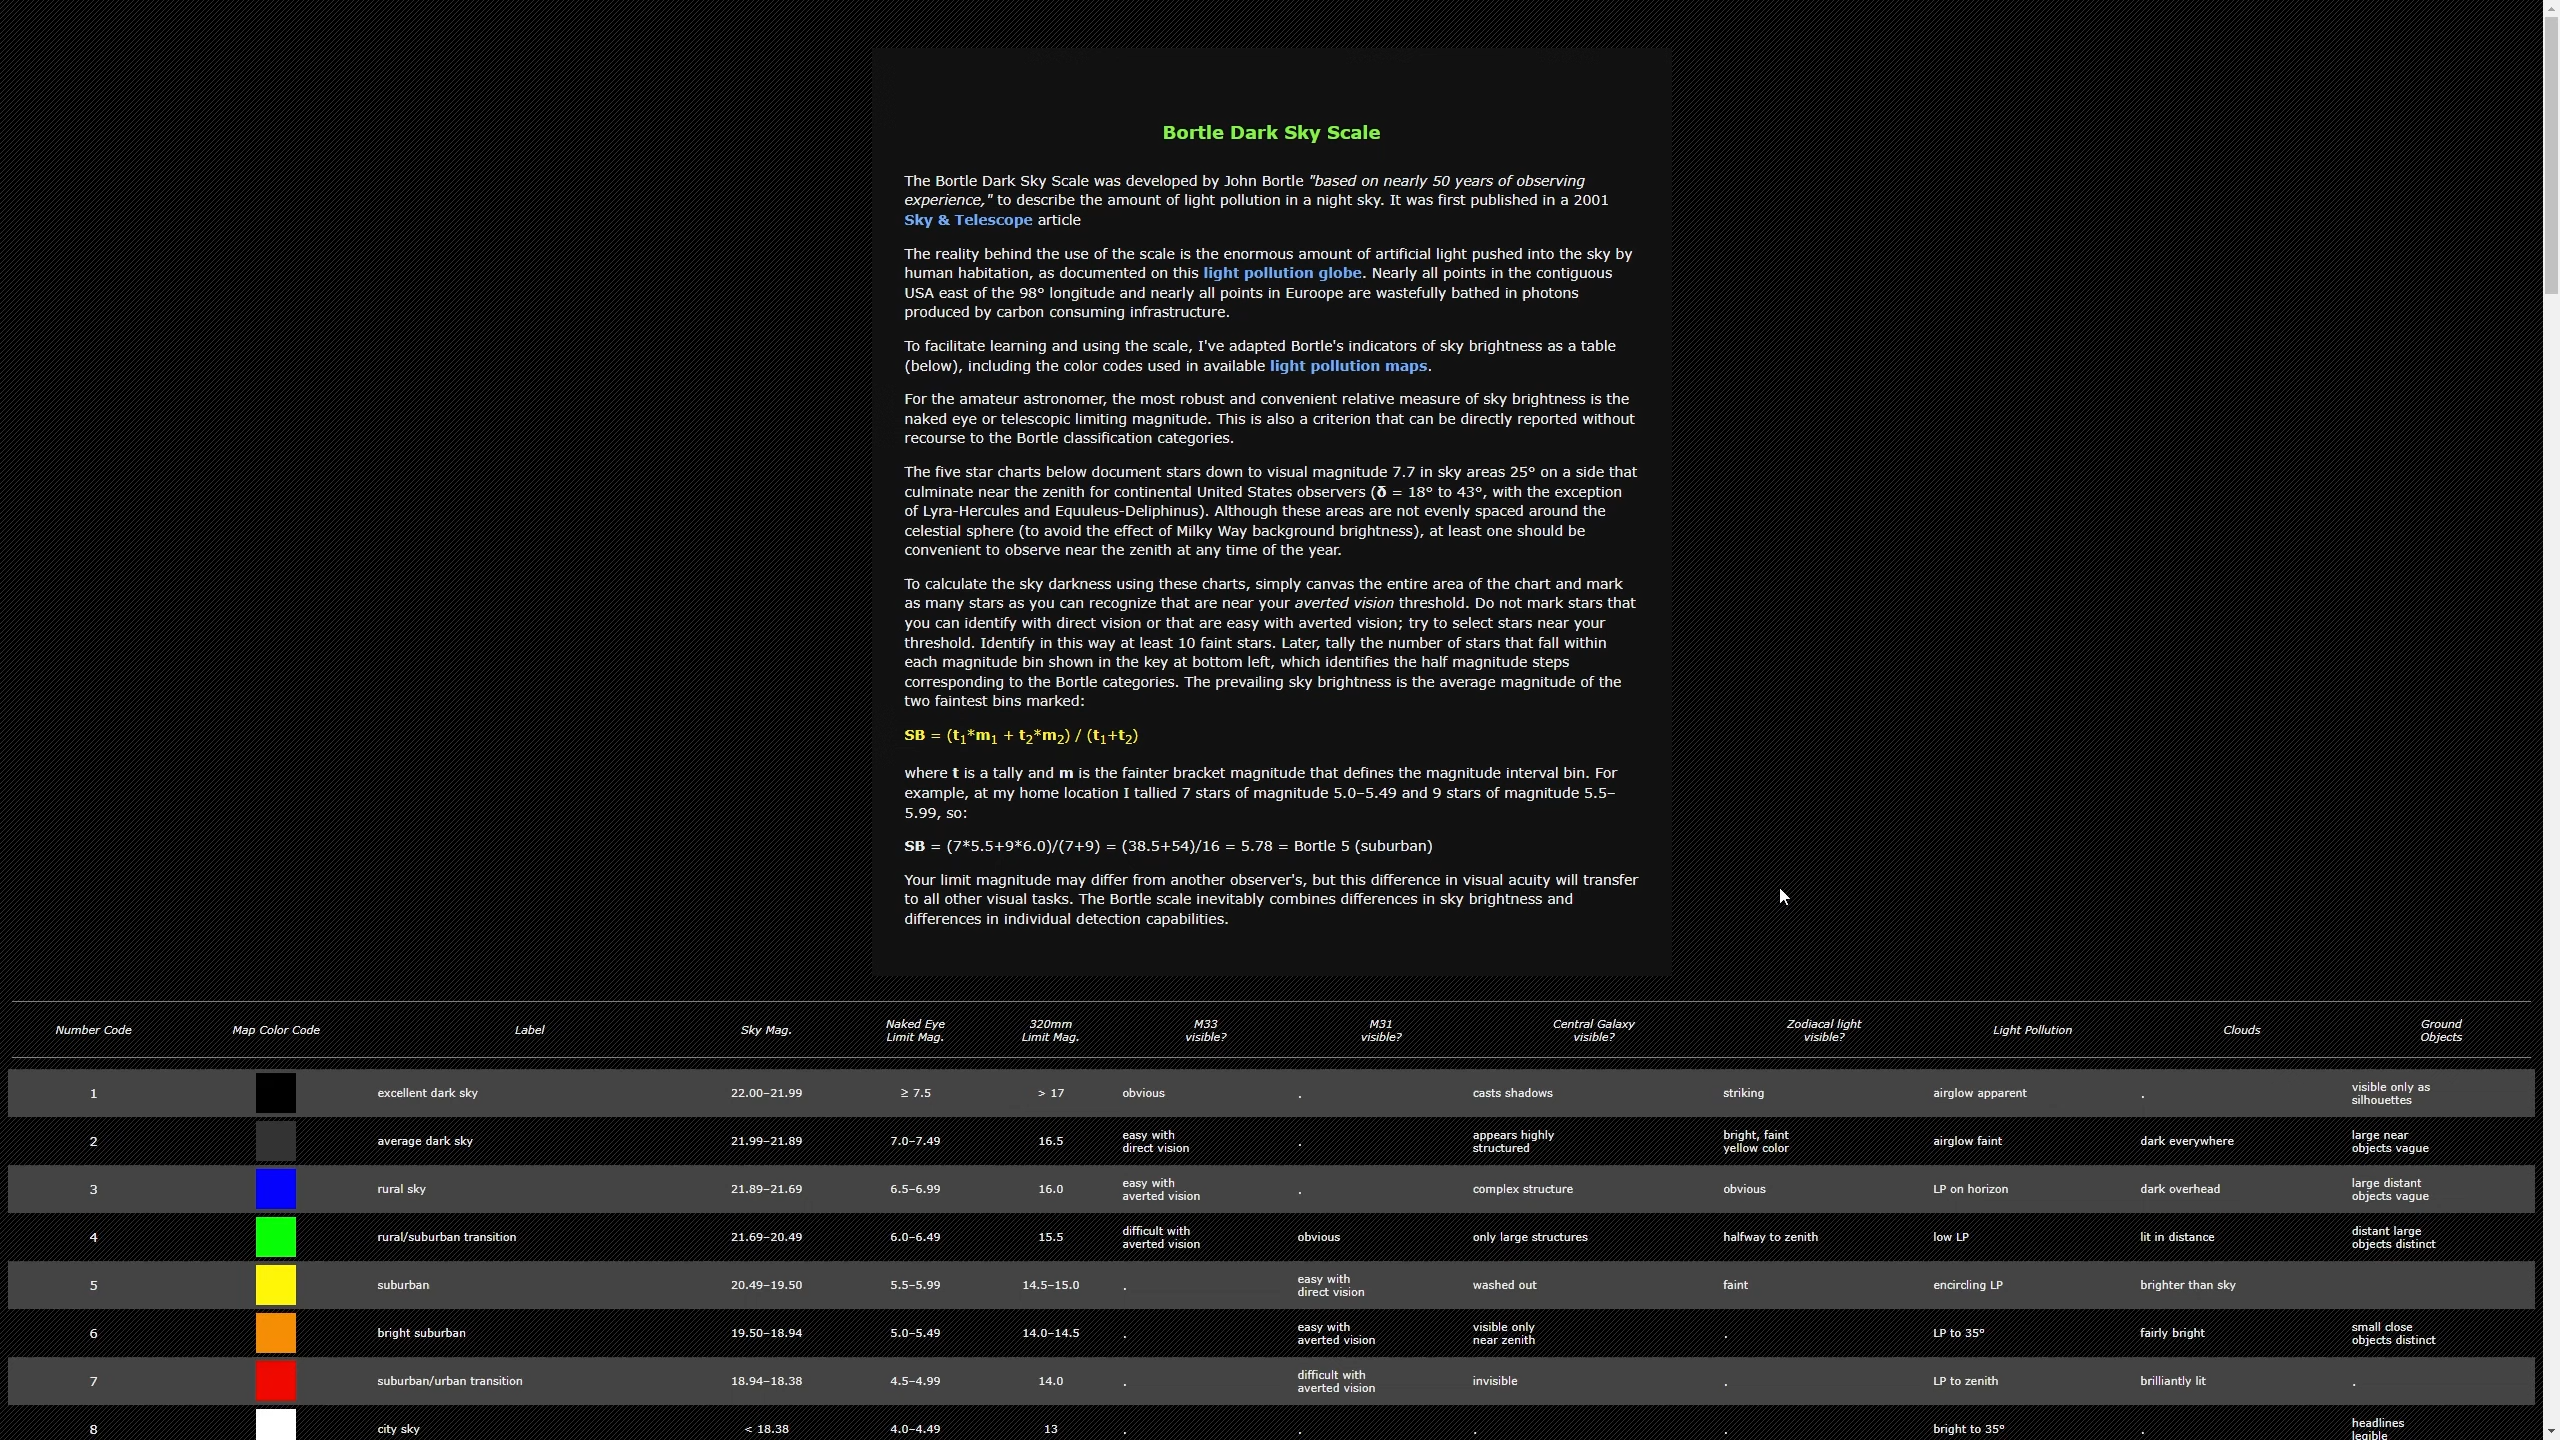 Bortle Dark Sky Scale
The Bortle Dark Sky Scale was developed by John Bortle "based on nearly 50 years of observing
experience," to describe the amount of light pollution in a night sky. It was first published in a 2001
Sky & Telescope article
The reality behind the use of the scale is the enormous amount of artificial light pushed into the sky by
human habitation, as documented on this light pollution globe. Nearly all points in the contiguous
USA east of the 98° longitude and nearly all points in Euroope are wastefully bathed in photons
produced by carbon consuming infrastructure.
To facilitate learning and using the scale, I've adapted Bortle's indicators of sky brightness as a table
(below), including the color codes used in available light pollution maps.
For the amateur astronomer, the most robust and convenient relative measure of sky brightness is the
naked eye or telescopic limiting magnitude. This is also a criterion that can be directly reported without
recourse to the Bortle classification categories.
The five star charts below document stars down to visual magnitude 7.7 in sky areas 25° on a side that
culminate near the zenith for continental United States observers (δ = 18° to 43°, with the exception
of Lyra-Hercules and Equuleus-Deliphinus). Although these areas are not evenly spaced around the
celestial sphere (to avoid the effect of Milky Way background brightness), at least one should be
convenient to observe near the zenith at any time of the year.
To calculate the sky darkness using these charts, simply canvas the entire area of the chart and mark
as many stars as you can recognize that are near your averted vision threshold. Do not mark stars that
you can identify with direct vision or that are easy with averted vision; try to select stars near your
threshold. Identify in this way at least 10 faint stars. Later, tally the number of stars that fall within
each magnitude bin shown in the key at bottom left, which identifies the half magnitude steps
corresponding to the Bortle categories. The prevailing sky brightness is the average magnitude of the
two faintest bins marked:
SB = (t1*m1 + t2*m2) / (t1+t2)
where t is a tally and m is the fainter bracket magnitude that defines the magnitude interval bin. For
example, at my home location I tallied 7 stars of magnitude 5.0–5.49 and 9 stars of magnitude 5.5–
5.99, so:
SB = (7*5.5+9*6.0)/(7+9) = (38.5+54)/16 = 5.78 = Bortle 5 (suburban)
Your limit magnitude may differ from another observer's, but this difference in visual acuity will transfer
to all other visual tasks. The Bortle scale inevitably combines differences in sky brightness and
differences in individual detection capabilities.
Number Code Map Color Code Label Sky Mag. Naked Eye Limit Mag. 320mm Limit Mag. M33 visible? M31 visible? Central Galaxy visible? Zodiacal light visible? Light Pollution Clouds Ground Objects
1 excellent dark sky 22.00–21.99 ≥ 7.5 > 17 obvious . casts shadows striking airglow apparent . visible only as silhouettes
2 average dark sky 21.99–21.89 7.0–7.49 16.5 easy with direct vision . appears highly structured bright, faint yellow color airglow faint dark everywhere large near objects vague
3 rural sky 21.89–21.69 6.5–6.99 16.0 easy with averted vision . complex structure obvious LP on horizon dark overhead large distant objects vague
4 rural/suburban transition 21.69–20.49 6.0–6.49 15.5 difficult with averted vision obvious only large structures halfway to zenith low LP lit in distance distant large objects distinct
5 suburban 20.49–19.50 5.5–5.99 14.5–15.0 . easy with direct vision washed out faint encircling LP brighter than sky
6 bright suburban 19.50–18.94 5.0–5.49 14.0–14.5 . easy with averted vision visible only near zenith . LP to 35° fairly bright small close objects distinct
7 suburban/urban transition 18.94–18.38 4.5–4.99 14.0 . difficult with averted vision invisible . LP to zenith brilliantly lit .
8 city sky < 18.38 4.0–4.49 13 . . . . bright to 35° . headlines legible